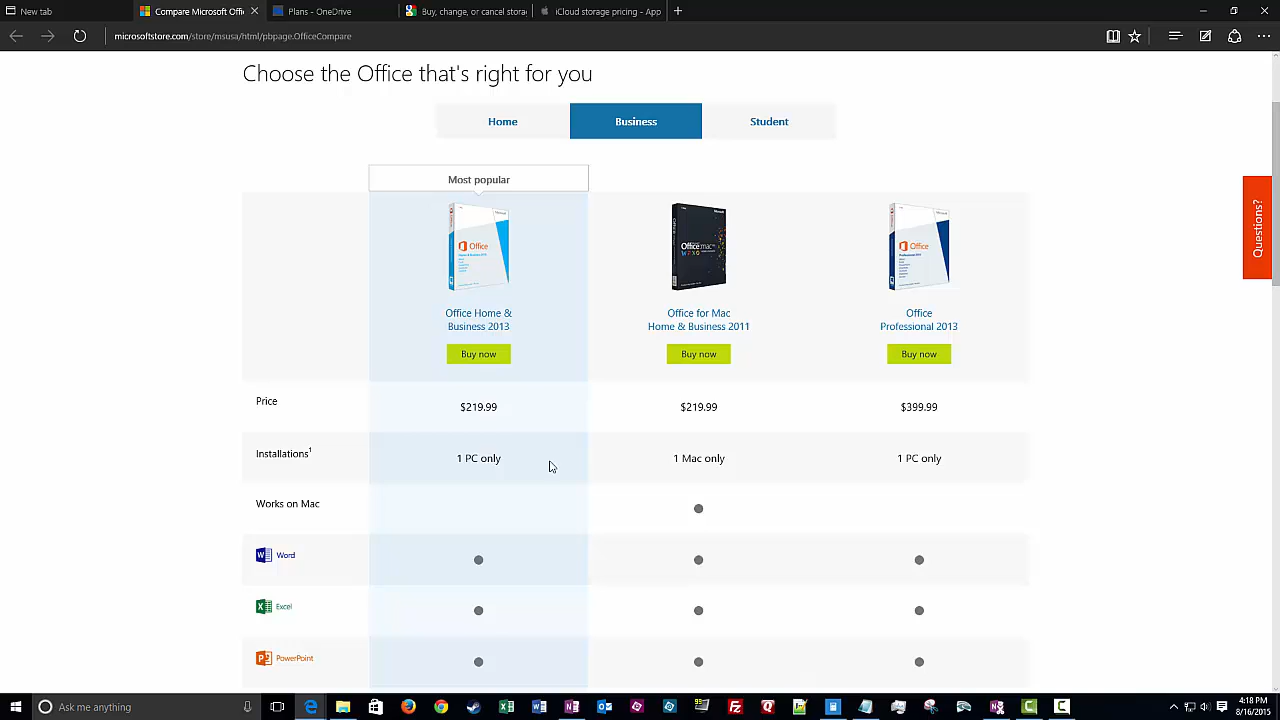 New tab
Compare Microsoft Offi
Plans - OneDrive
Buy, change, or cancel storag
iCloud storage pricing - App
microsoftstore.com/store/msusa/html/pbpage.OfficeCompare
Choose the Office that's right for you
Home
Business
Student
Most popular
Questions?
Office
Office:mac
Office
Office Home &
Business 2013
Office for Mac
Home & Business 2011
Office
Professional 2013
Buy now
Buy now
Buy now
Price
$219.99
$219.99
$399.99
Installations1
1 PC only
1 Mac only
1 PC only
Works on Mac
Word
Excel
PowerPoint
Ask me anything
4:18 PM
8/16/2015